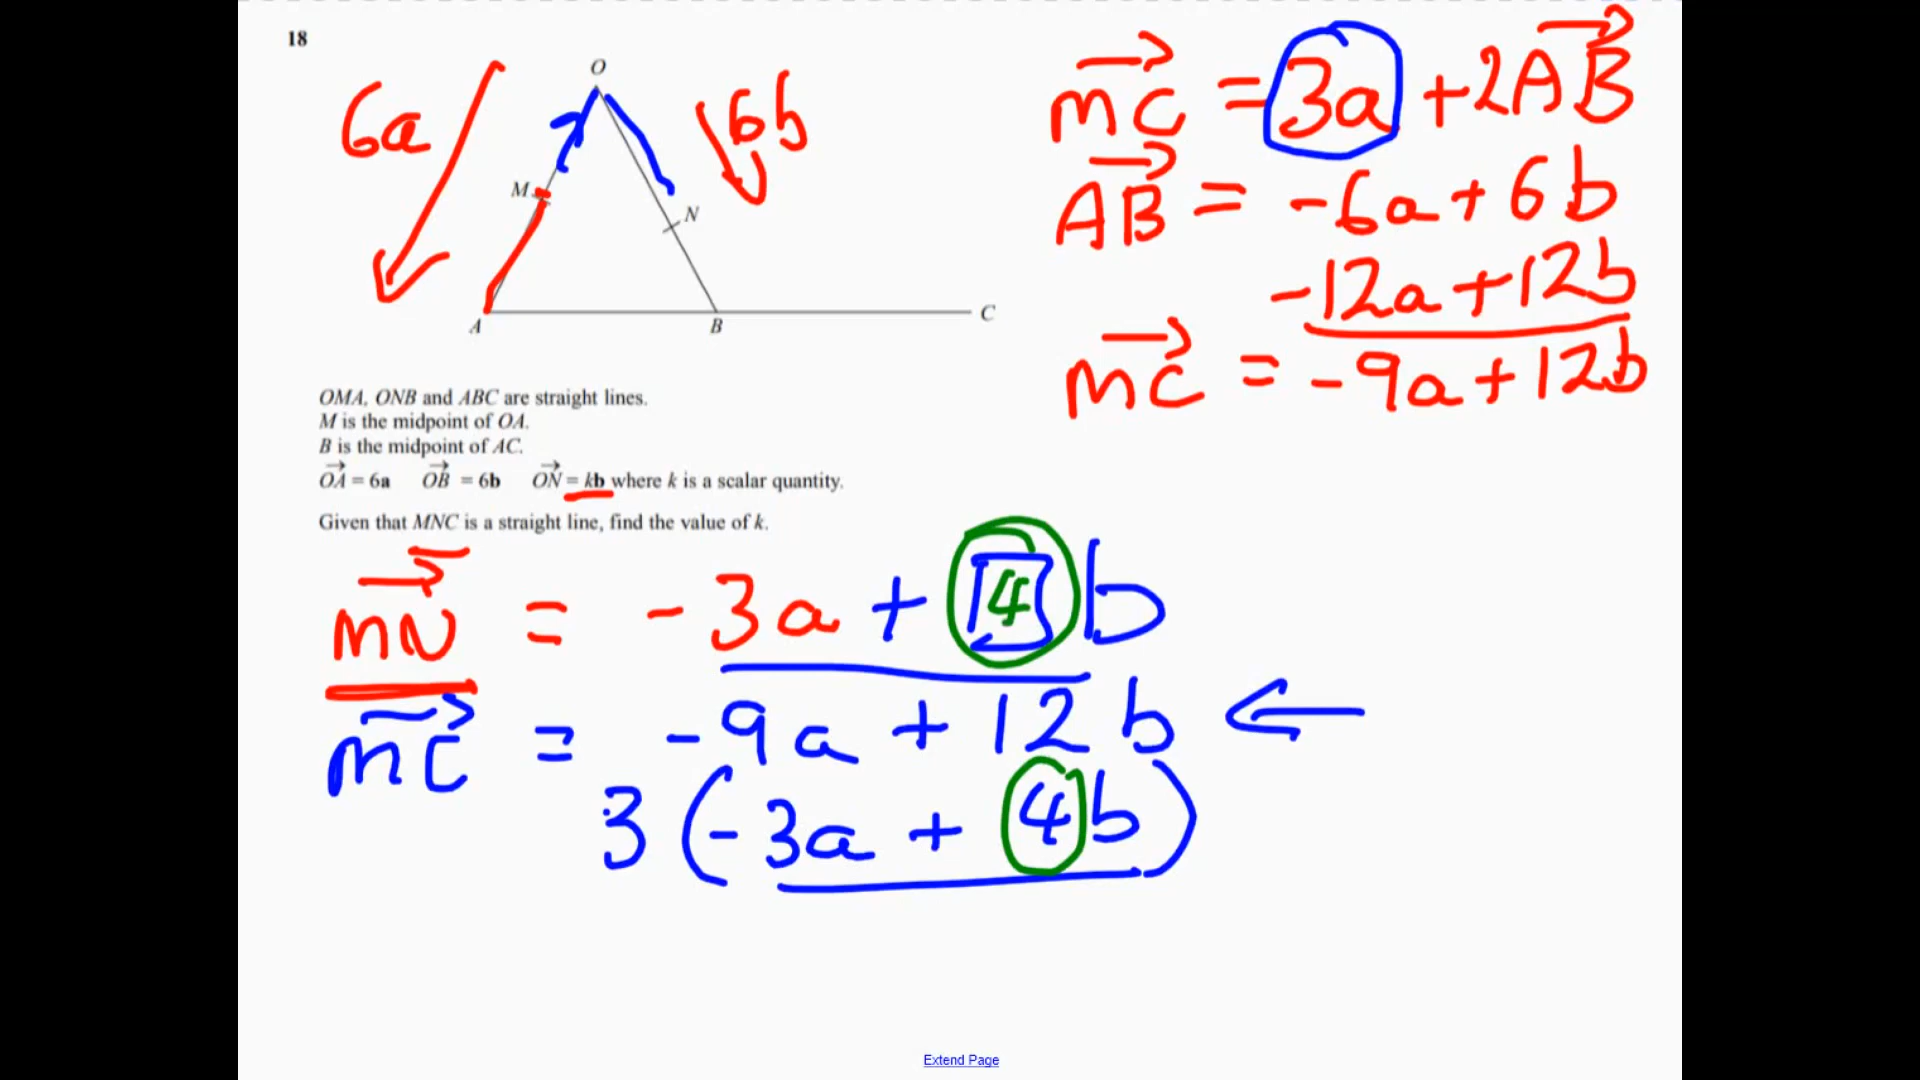 18
O
6a
6b
M
N
A
B
C
MC = 3a + 2AB
AB = -6a + 6b
-12a + 12b
MC = -9a + 12b
OMA, ONB and ABC are straight lines.
M is the midpoint of OA.
B is the midpoint of AC.
OA = 6a OB = 6b ON = kb where k is a scalar quantity.
Given that MNC is a straight line, find the value of k.
MN = -3a + 4 b
MC = -9a + 12b
3(-3a + 4b)
Extend Page